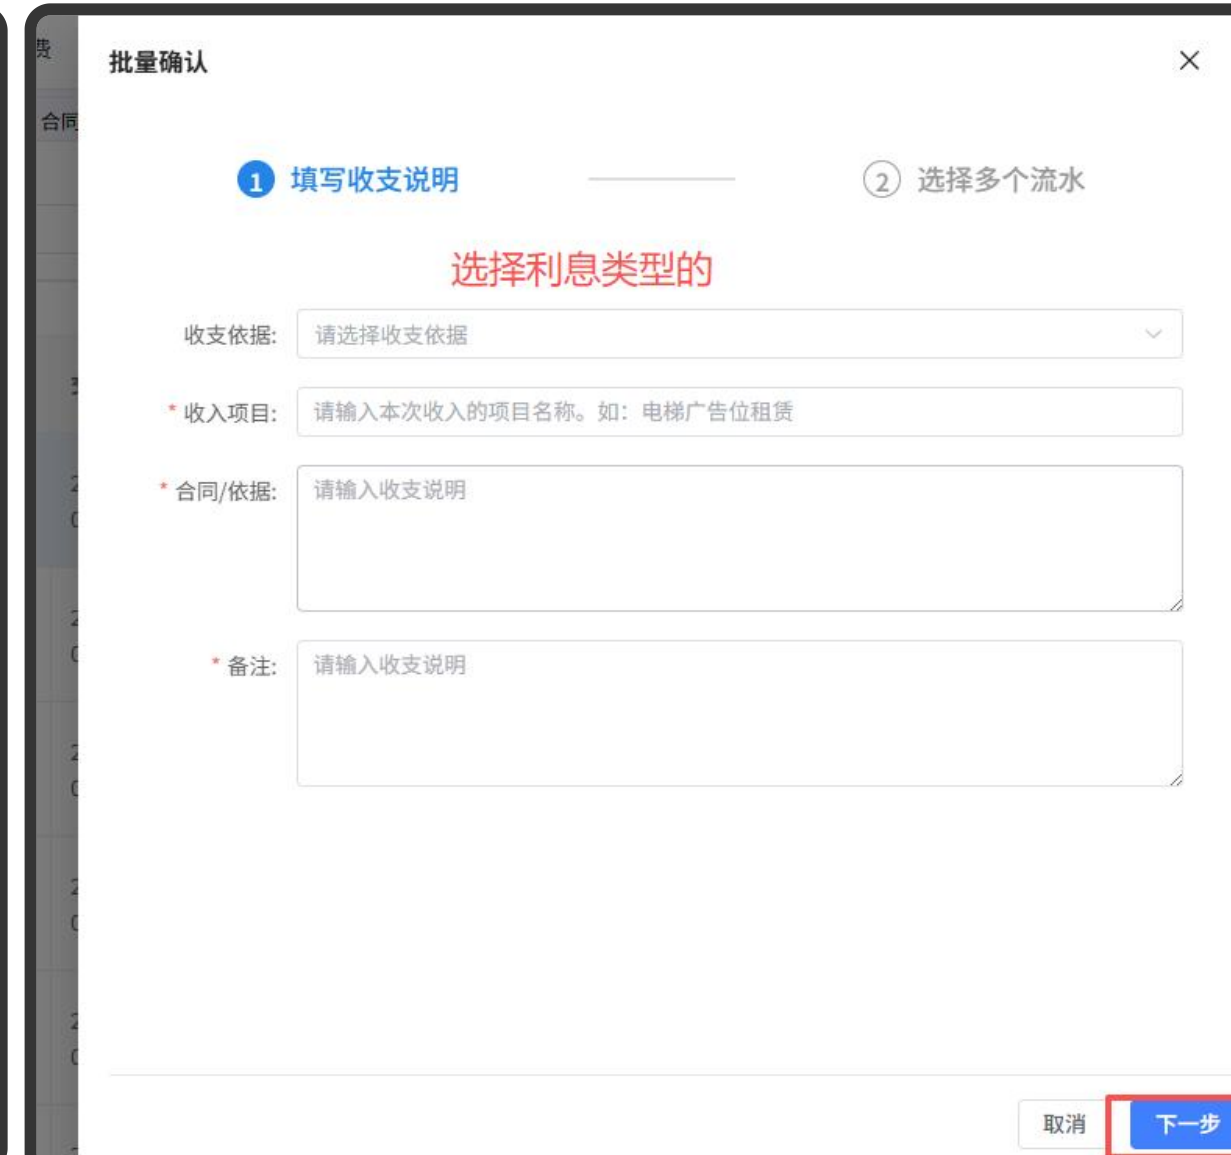 费
批量确认
合同
1 填写收支说明
2 选择多个流水
选择利息类型的
收支依据: 请选择收支依据
* 收入项目: 请输入本次收入的项目名称。如：电梯广告位租赁
* 合同/依据: 请输入收支说明
* 备注: 请输入收支说明
取消
下一步